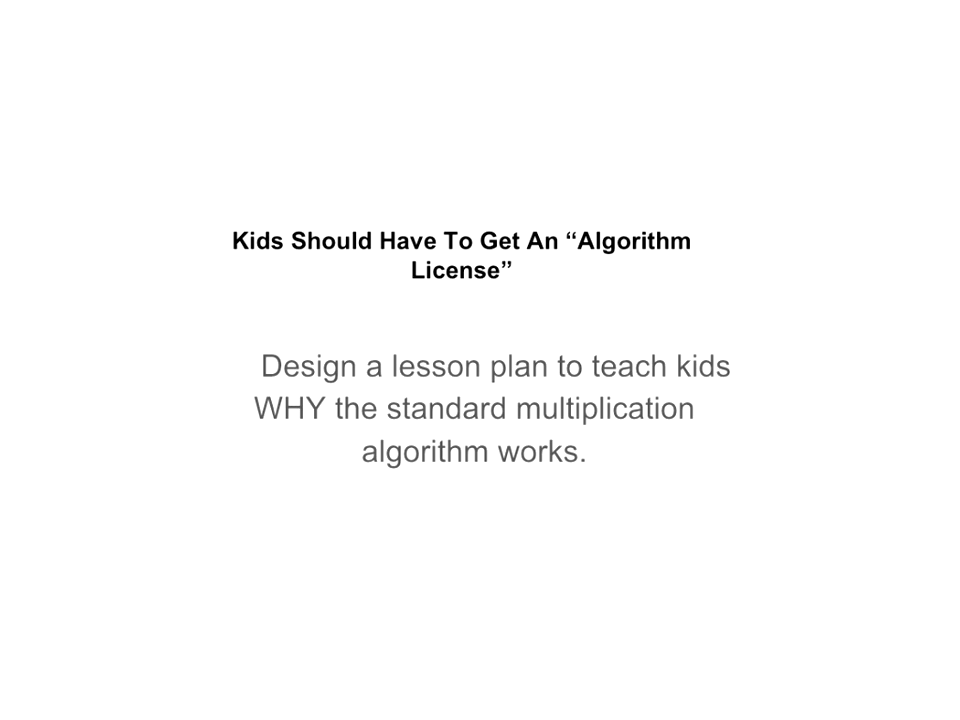 Kids Should Have To Get An “Algorithm
License”
Design a lesson plan to teach kids
WHY the standard multiplication
algorithm works.